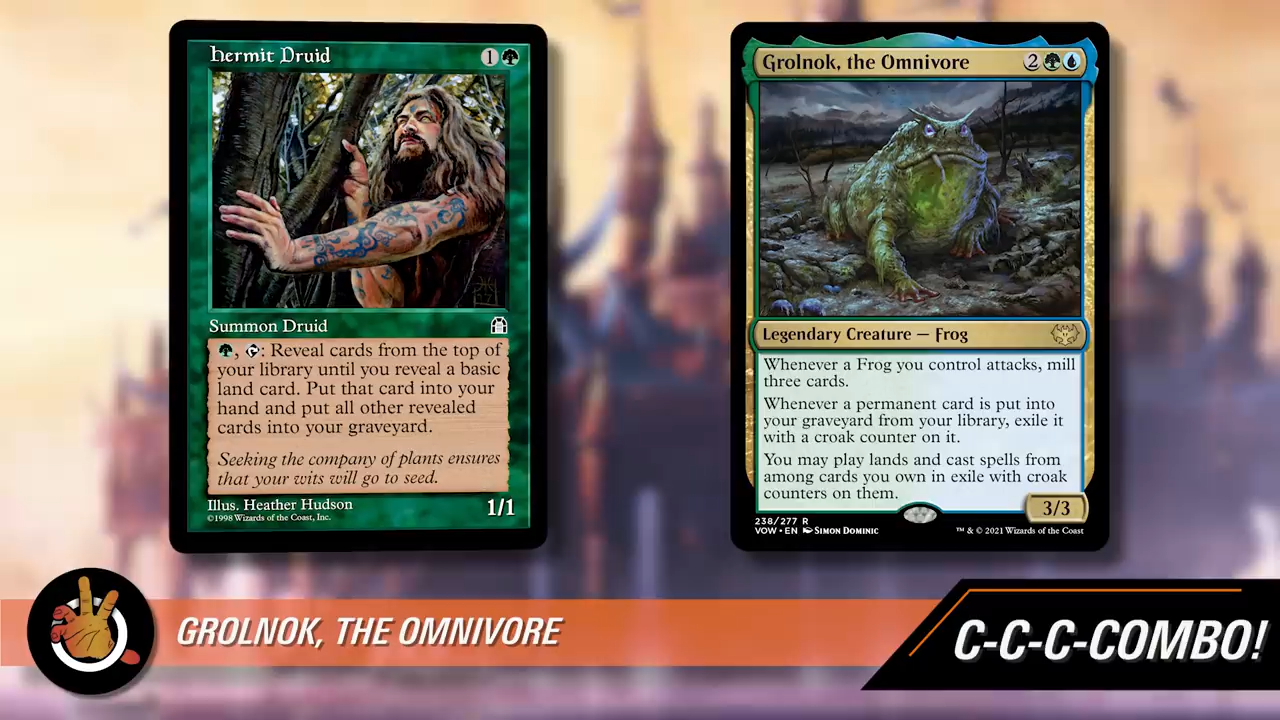 Hermit Druid 1
Summon Druid
, : Reveal cards from the top of
your library until you reveal a basic
land card. Put that card into your
hand and put all other revealed
cards into your graveyard.
Seeking the company of plants ensures
that your wits will go to seed.
Illus. Heather Hudson
©1998 Wizards of the Coast, Inc.
1/1
Grolnok, the Omnivore 2
Legendary Creature — Frog
Whenever a Frog you control attacks, mill
three cards.
Whenever a permanent card is put into
your graveyard from your library, exile it
with a croak counter on it.
You may play lands and cast spells from
among cards you own in exile with croak
counters on them.
3/3
238/277 R
VOW • EN Simon Dominic
™ & © 2021 Wizards of the Coast
GROLNOK, THE OMNIVORE
C-C-C-COMBO!